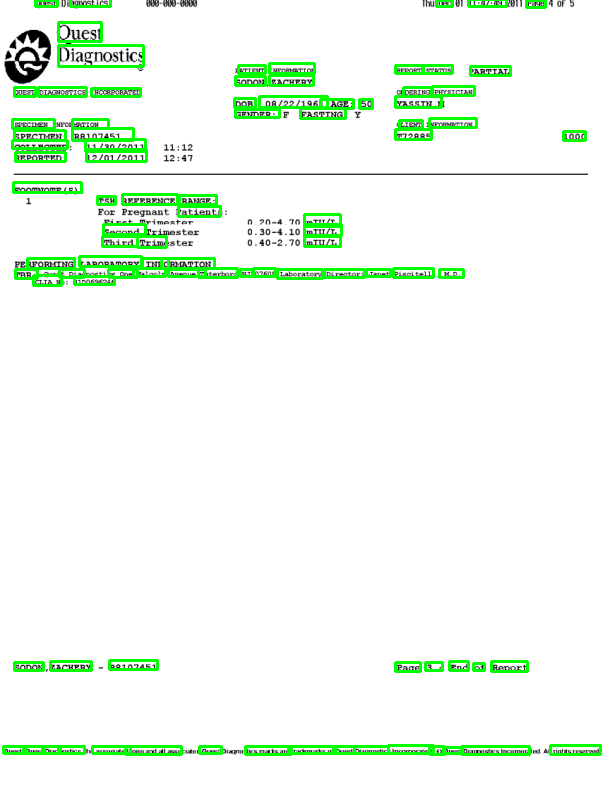 Quest Diagnostics 000-000-0000 Thu Dec 01 11:47:49 2011 Page 4 of 5
Quest
Diagnostics
PATIENT INFORMATION REPORT STATUS PARTIAL
SODON, ZACHERY
QUEST DIAGNOSTICS INCORPORATED ORDERING PHYSICIAN
DOB: 08/22/196 AGE: 50 YASSIN,M
GENDER: F FASTING Y
SPECIMEN INFORMATION CLIENT INFORMATION
SPECIMEN R8107451 T72885 1000
COLLECTED: 11/30/2011 11:12
REPORTED 12/01/2011 12:47
FOOTNOTE(S)
1 TSH REFERENCE RANGE:
For Pregnant Patients:
First Trimester 0.20-4.70 mIU/L
Second Trimester 0.30-4.10 mIU/L
Third Trimester 0.40-2.70 mIU/L
PERFORMING LABORATORY INFORMATION
TBR Quest Diagnostics One Malcolm Avenue Teterboro NJ 07608 Laboratory Director: Janet Piscitelli M.D.
CLIA No: 31D0696246
SODON, ZACHERY - R8107451 Page 3 - End of Report
Quest, Quest Diagnostics, the associated logo and all associated Quest Diagnostics marks are trademarks of Quest Diagnostics Incorporated. Quest Diagnostics Incorporated. All rights reserved